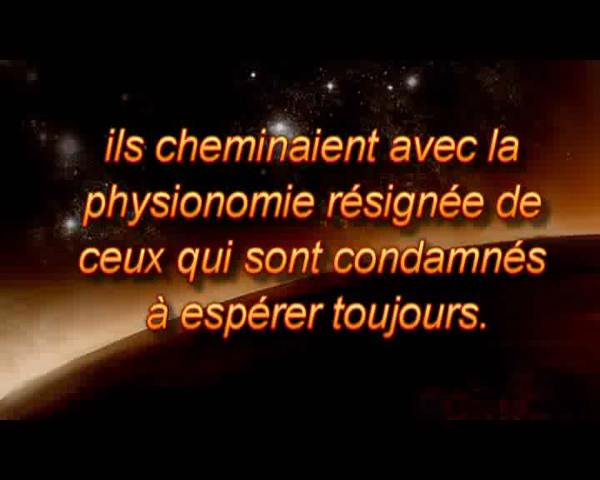 ils cheminaient avec la
physionomie résignée de
ceux qui sont condamnés
à espérer toujours.